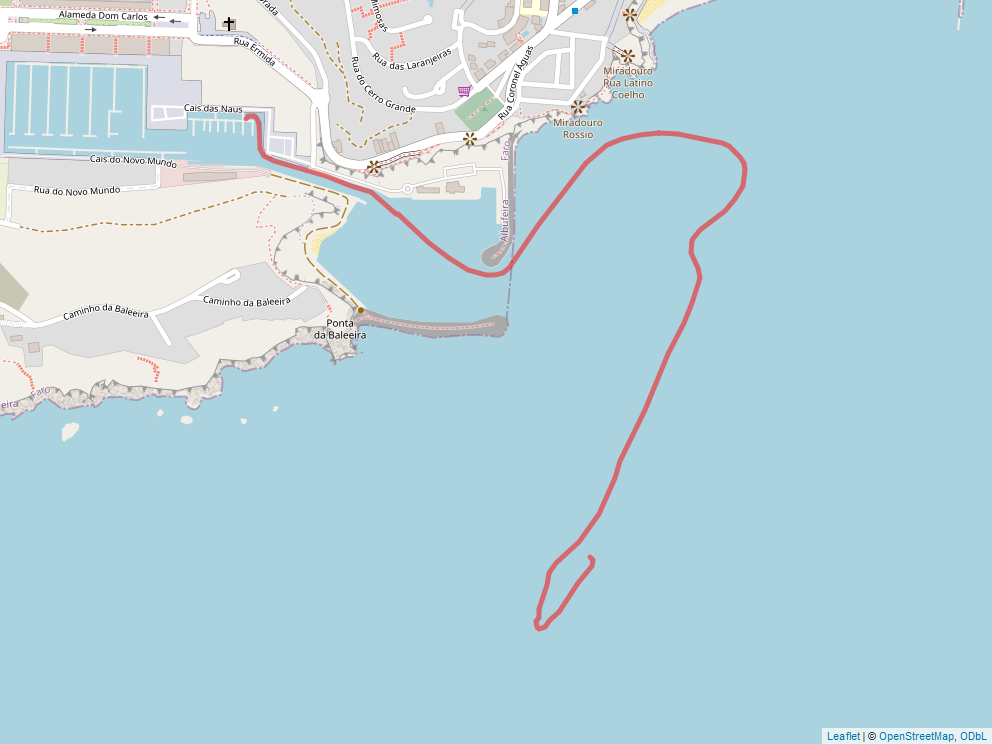 Alameda Dom Carlos
Rua Ermida
Mimosas
Rua das Laranjeiras
Rua do Cerro Grande
Rua Coronel Águas
Miradouro
Rua Latino
Coelho
Miradouro
Rossio
Cais das Naus
Cais do Novo Mundo
Rua do Novo Mundo
Faro
Albufeira
Caminho da Baleeira
Caminho da Baleeira
Ponta
da Baleeira
Faro
eira
Leaflet | © OpenStreetMap, ODbL